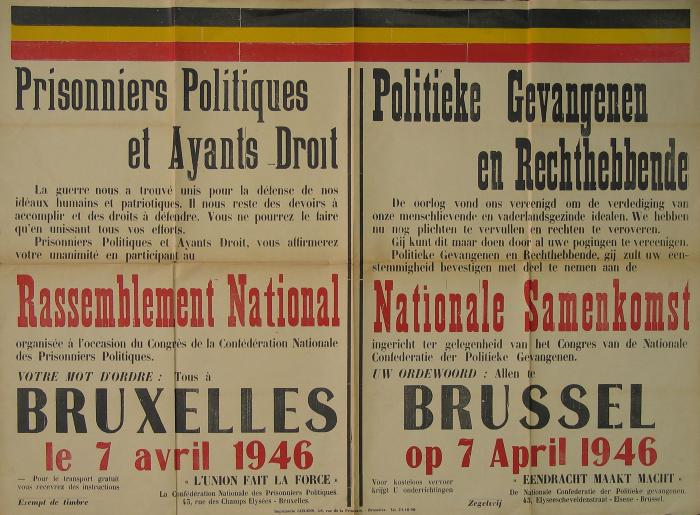 Prisonniers Politiques
et Ayants Droit
La guerre nous a trouvé unis pour la défense de nos
idéaux humains et patriotiques. Il nous reste des devoirs à
accomplir et des droits à défendre. Vous ne pourrez le faire
qu'en unissant tous vos efforts.
Prisonniers Politiques et Ayants Droit, vous affirmerez
votre unanimité en participant au
Rassemblement National
organisée à l'occasion du Congrès de la Confédération Nationale
des Prisonniers Politiques.
VOTRE MOT D'ORDRE : Tous à
BRUXELLES
le 7 avril 1946
— Pour le transport gratuit
vous recevrez des instructions
« L'UNION FAIT LA FORCE »
La Confédération Nationale des Prisonniers Politiques
43, rue des Champs Elysées - Bruxelles.
Exempt de timbre
Politieke Gevangenen
en Rechthebbende
De oorlog vond ons vereenigd om de verdediging van
onze menschlievende en vaderlandsgezinde idealen. We hebben
nu nog plichten te vervullen en rechten te veroveren.
Gij kunt dit maar doen door al uwe pogingen te vereenigen.
Politieke Gevangenen en Rechthebbende, gij zult uw een-
stemmigheid bevestigen met deel te nemen aan de
Nationale Samenkomst
ingericht ter gelegenheid van het Congres van de Nationale
Confederatie der Politieke Gevangenen.
UW ORDEWOORD : Allen te
BRUSSEL
op 7 April 1946
Voor kosteloos vervoer
krijgt U onderrichtingen
« EENDRACHT MAAKT MACHT »
De Nationale Confederatie der Politieke gevangenen.
43, Elyseescheveldenstraat - Elsene - Brussel.
Zegelvrij